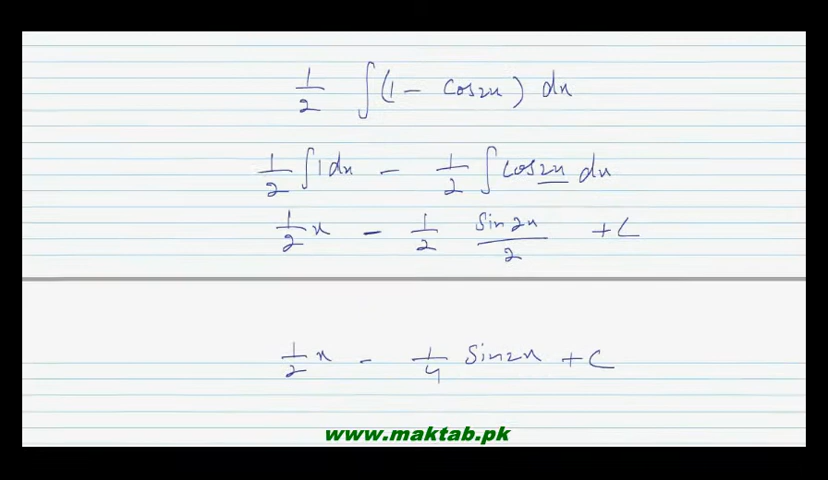 1/2 ∫(1 - cos2x) dx
1/2 ∫1dx - 1/2 ∫cos2x dx
1/2 x - 1/2 sin2x/2 + C
1/2 x - 1/4 sin2x + C
www.maktab.pk